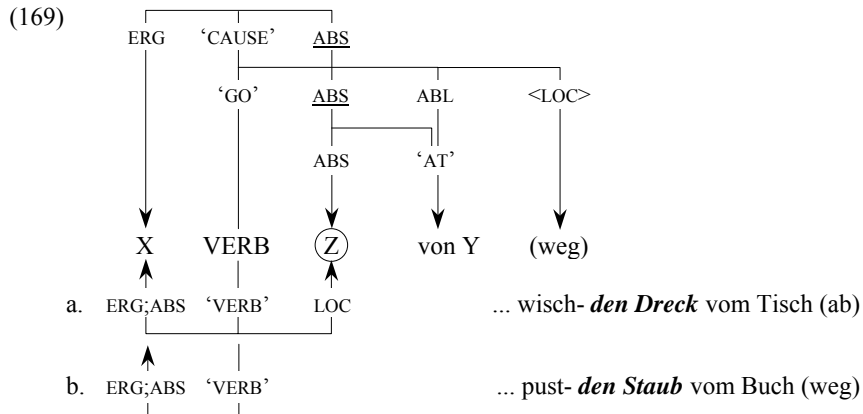 (169)
ERG ‘CAUSE’ ABS
‘GO’ ABS ABL <LOC>
ABS ‘AT’
X VERB Z von Y (weg)
a. ERG;ABS ‘VERB’ LOC ... wisch- den Dreck vom Tisch (ab)
b. ERG;ABS ‘VERB’ ... pust- den Staub vom Buch (weg)